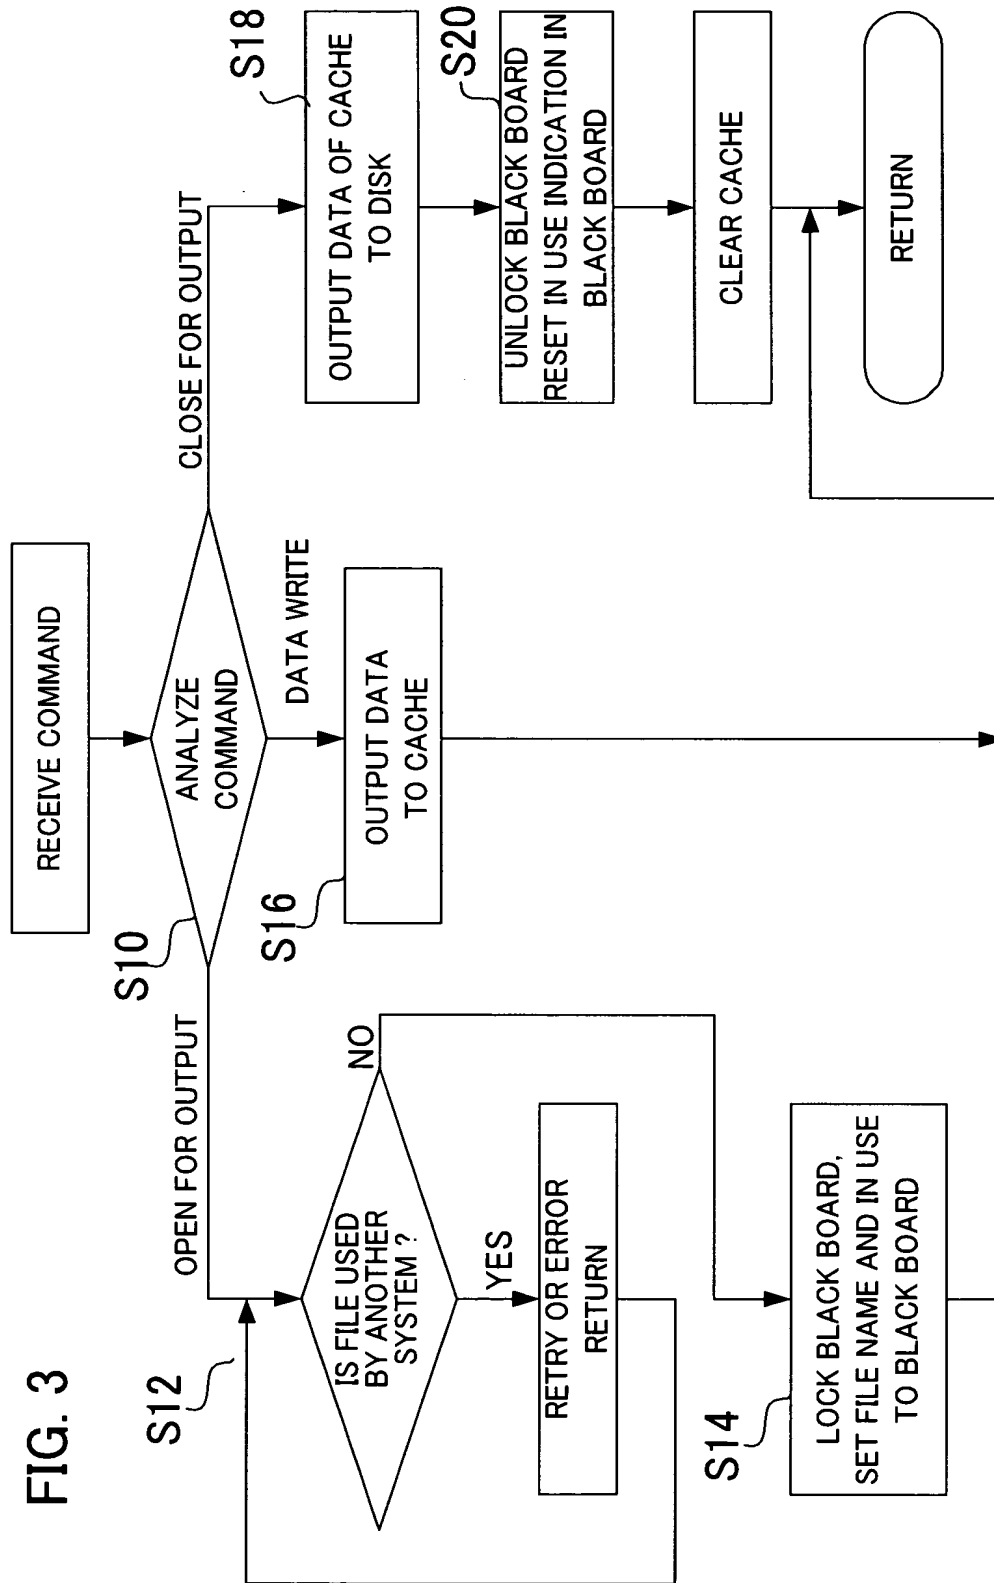 FIG. 3
RECEIVE COMMAND
S10
ANALYZE
COMMAND
OPEN FOR OUTPUT
DATA WRITE
CLOSE FOR OUTPUT
S12
IS FILE USED
BY ANOTHER
SYSTEM ?
NO
YES
RETRY OR ERROR
RETURN
S14
LOCK BLACK BOARD,
SET FILE NAME AND IN USE
TO BLACK BOARD
S16
OUTPUT DATA
TO CACHE
S18
OUTPUT DATA OF CACHE
TO DISK
S20
UNLOCK BLACK BOARD
RESET IN USE INDICATION IN
BLACK BOARD
CLEAR CACHE
RETURN